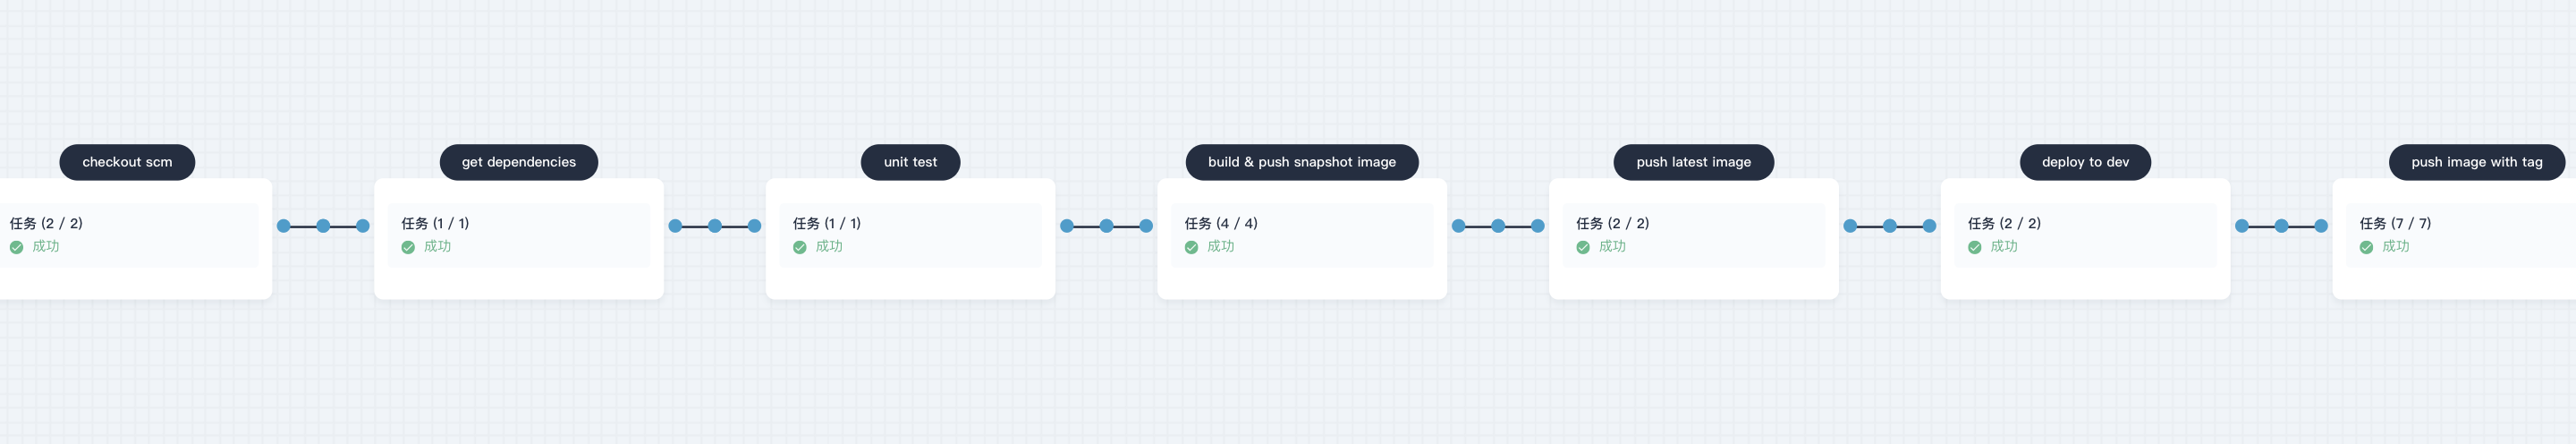 checkout scm
任务 (2 / 2)
成功
get dependencies
任务 (1 / 1)
成功
unit test
任务 (1 / 1)
成功
build & push snapshot image
任务 (4 / 4)
成功
push latest image
任务 (2 / 2)
成功
deploy to dev
任务 (2 / 2)
成功
push image with tag
任务 (7 / 7)
成功